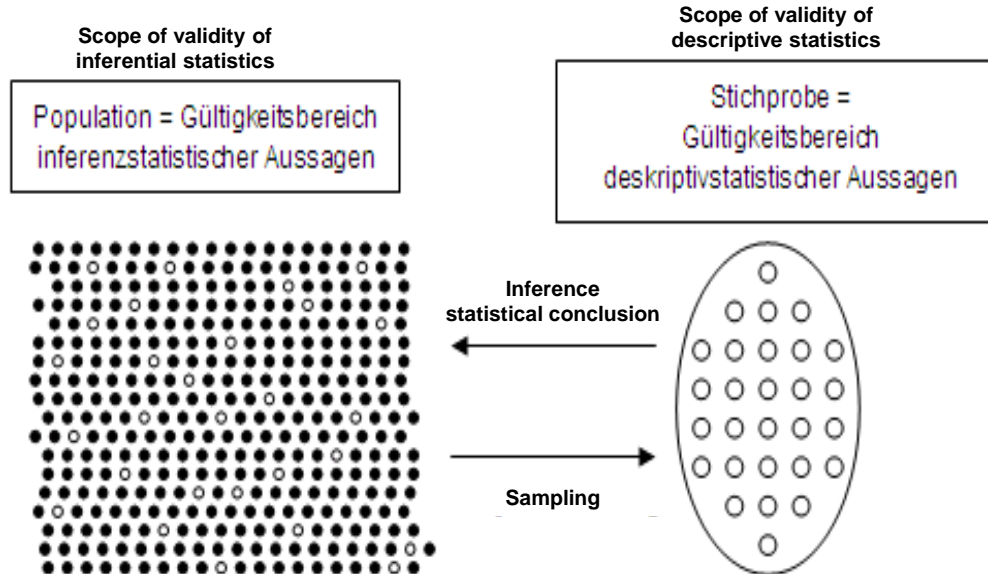 Scope of validity of
inferential statistics
Population = Gültigkeitsbereich
inferenzstatistischer Aussagen
Scope of validity of
descriptive statistics
Stichprobe =
Gültigkeitsbereich
deskriptivstatistischer Aussagen
Inference
statistical conclusion
Sampling